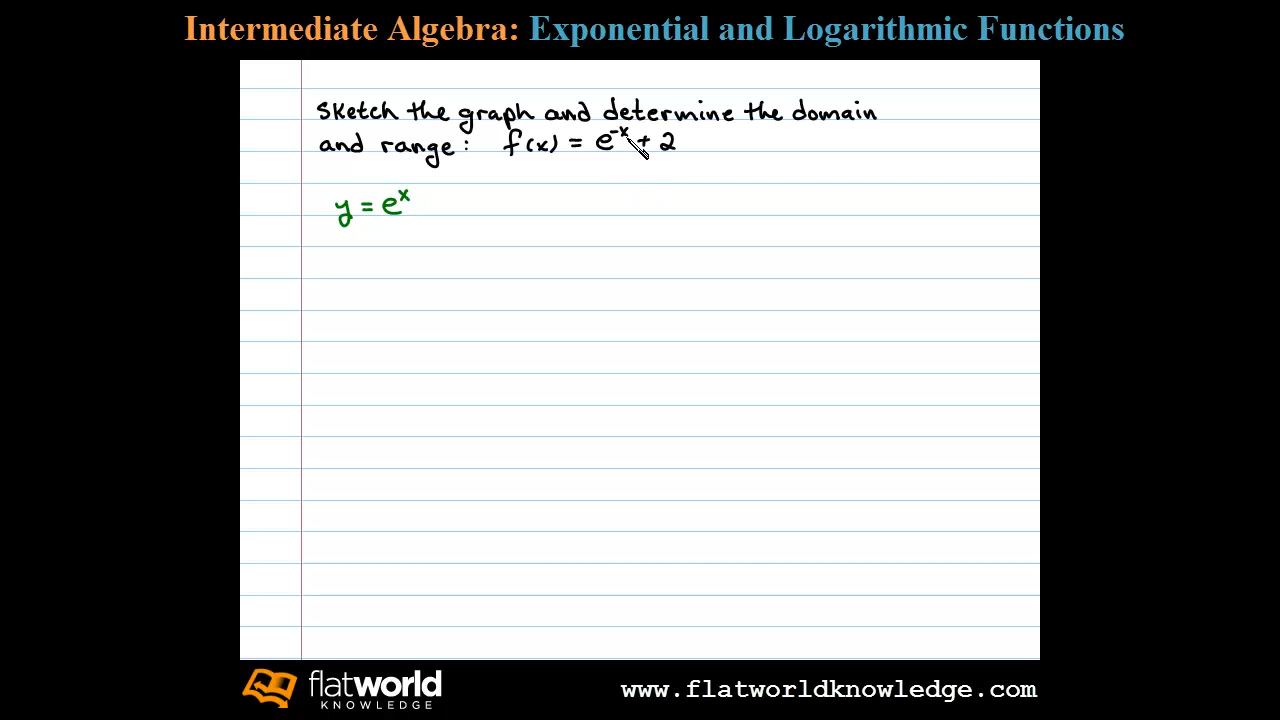 Intermediate Algebra: Exponential and Logarithmic Functions
Sketch the graph and determine the domain
and range: f(x) = e⁻ˣ + 2
y = eˣ
flatworld
KNOWLEDGE
www.flatworldknowledge.com